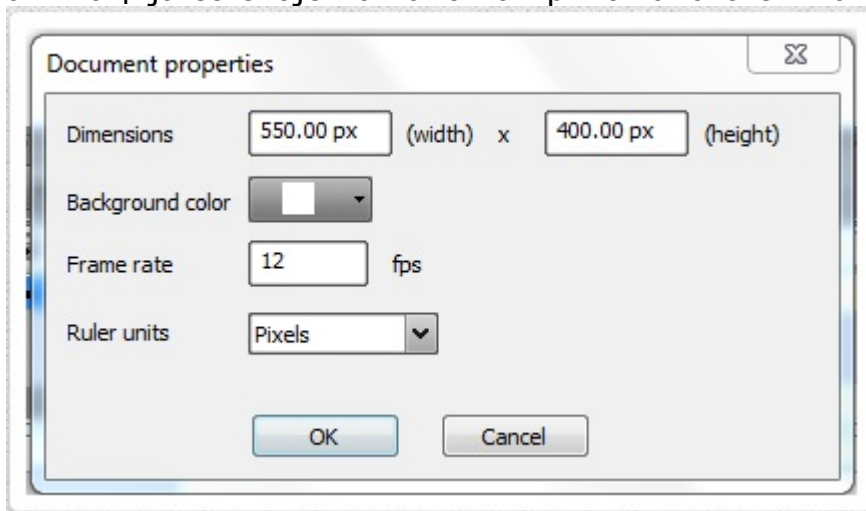 Document properties
Dimensions 550.00 px (width) x 400.00 px (height)
Background color
Frame rate 12 fps
Ruler units Pixels
OK Cancel